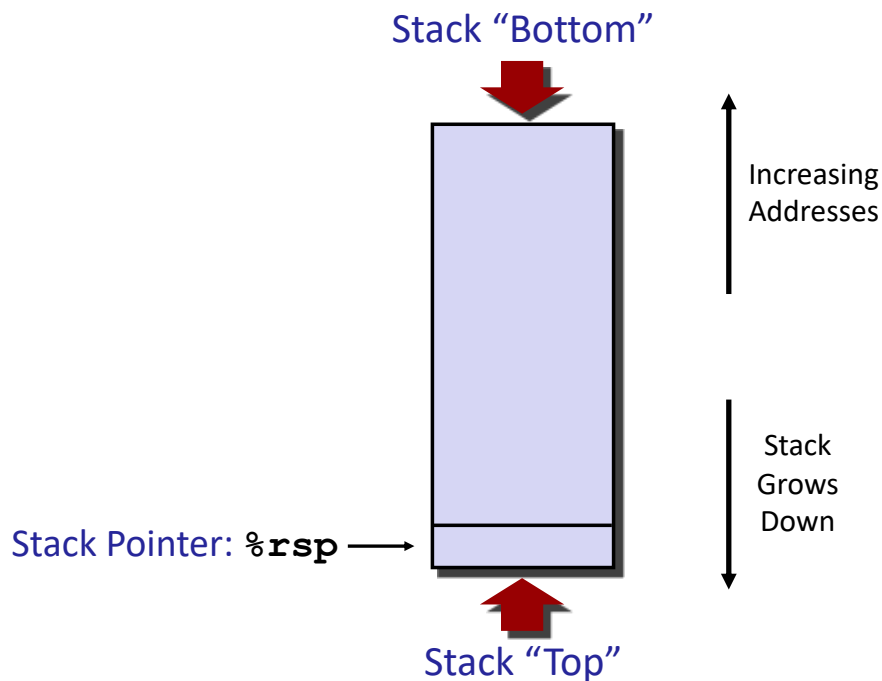 Stack “Bottom”
Increasing
Addresses
Stack
Grows
Down
Stack Pointer: %rsp
Stack “Top”